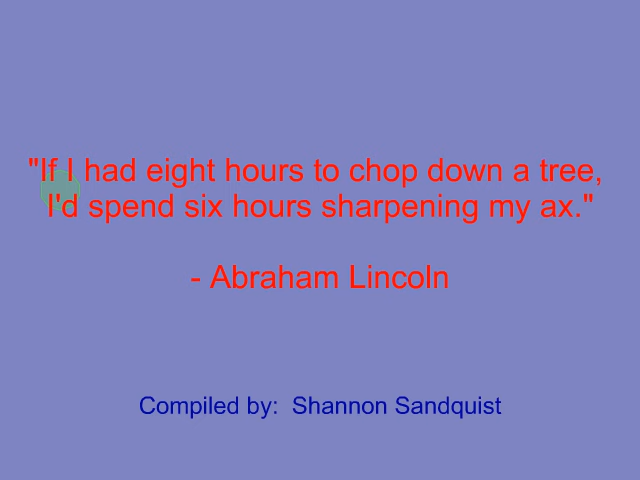 "If I had eight hours to chop down a tree,
I'd spend six hours sharpening my ax."
- Abraham Lincoln
Compiled by:  Shannon Sandquist